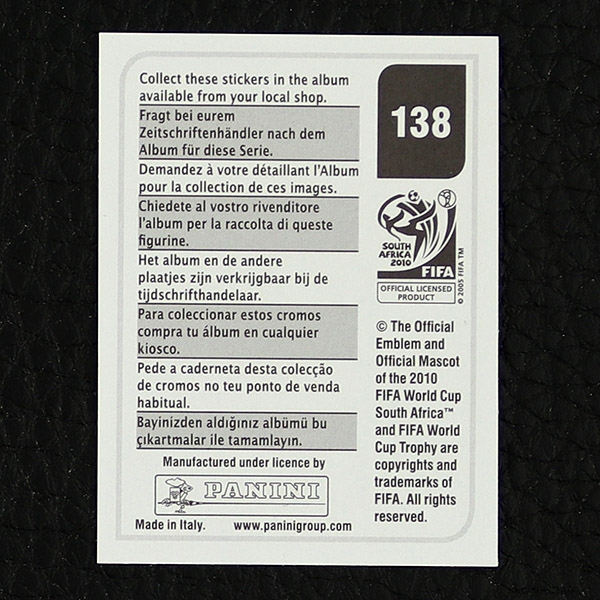 Collect these stickers in the album
available from your local shop.
Fragt bei eurem
Zeitschriftenhändler nach dem
Album für diese Serie.
Demandez à votre détaillant l'Album
pour la collection de ces images.
Chiedete al vostro rivenditore
l'album per la raccolta di queste
figurine.
Het album en de andere
plaatjes zijn verkrijgbaar bij de
tijdschrifthandelaar.
Para coleccionar estos cromos
compra tu álbum en cualquier
kiosco.
Pede a caderneta desta colecção
de cromos no teu ponto de venda
habitual.
Bayinizden aldığınız albümü bu
çıkartmalar ile tamamlayın.
Manufactured under licence by
PANINI
Made in Italy. www.paninigroup.com
138
SOUTH
AFRICA
2010
FIFA
OFFICIAL LICENSED
PRODUCT
© 2005 FIFA TM
© The Official
Emblem and
Official Mascot
of the 2010
FIFA World Cup
South Africa™
and FIFA World
Cup Trophy are
copyrights and
trademarks of
FIFA. All rights
reserved.